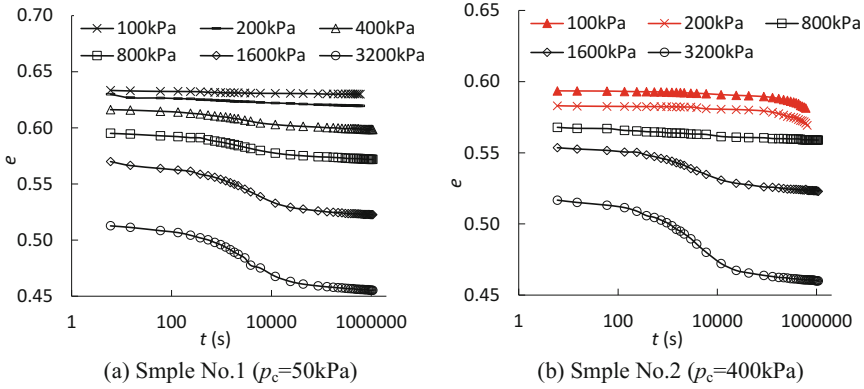 100kPa 200kPa 400kPa
800kPa 1600kPa 3200kPa
0.70
0.65
0.60
0.55
0.50
0.45
e
1 100 10000 1000000
t (s)
(a) Smple No.1 (pc=50kPa)
100kPa 200kPa 800kPa
1600kPa 3200kPa
0.65
0.60
0.55
0.50
0.45
e
1 100 10000 1000000
t (s)
(b) Smple No.2 (pc=400kPa)